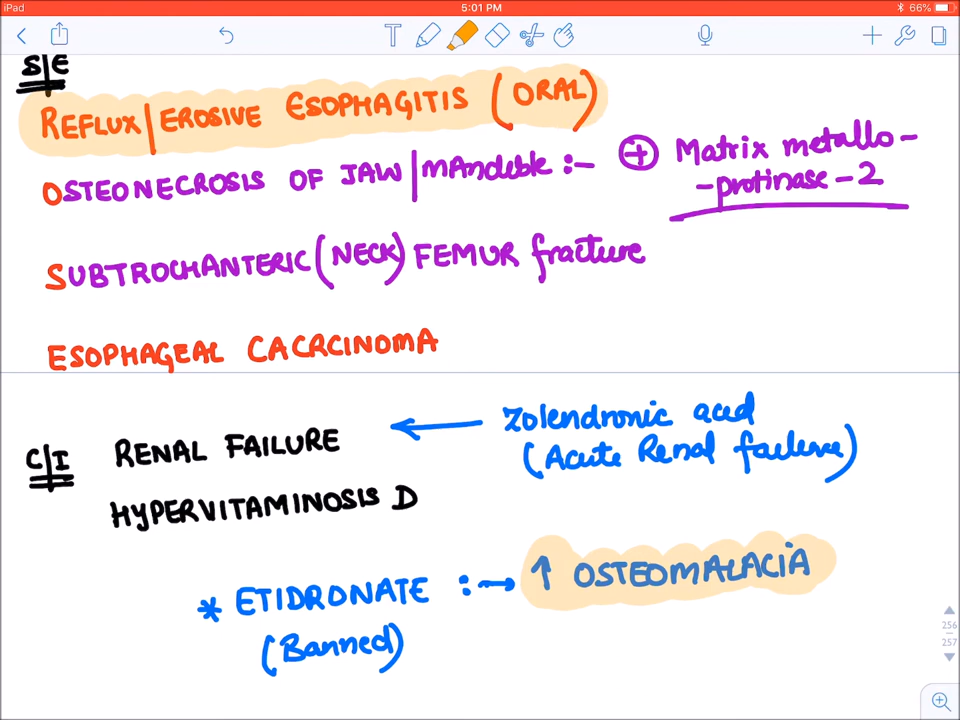 iPad
5:01 PM
66%
T
S/E
REFLUX/EROSIVE ESOPHAGITIS (ORAL)
OSTEONECROSIS OF JAW/MAndeble :- ⊕ Matrix metallo-
-protinase-2
SUBTROCHANTERIC (NECK) FEMUR fracture
ESOPHAGEAL CACRCINOMA
C/I RENAL FAILURE ← Zolendronic acid
(Acute Renal failure)
HYPERVITAMINOSIS D
* ETIDRONATE :→ ↑ OSTEOMALACIA
(Banned)
256
-
257